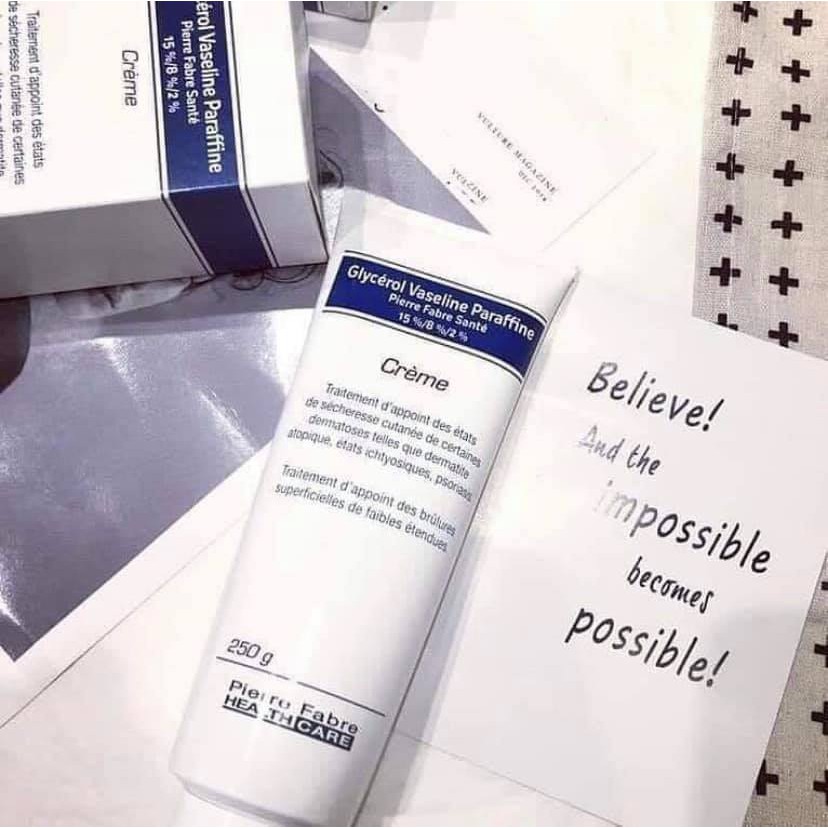 érol Vaseline Paraffine
Pierre Fabre Santé
15 %/8 %/2 %
Crème
Traitement d'appoint des états
de sécheresse cutanée de certaines
VULTURE MAGAZINE
VULZINE
Glycérol Vaseline Paraffine
Pierre Fabre Santé
15 %/8 %/2 %
Crème
Traitement d'appoint des états
de sécheresse cutanée de certaines
dermatoses telles que dermatite
atopique, états ichtyosiques, psoriasis
Traitement d'appoint des brûlures
superficielles de faibles étendues
250 g
Pierre Fabre
HEALTH CARE
Believe!
And the
impossible
becomes
possible!